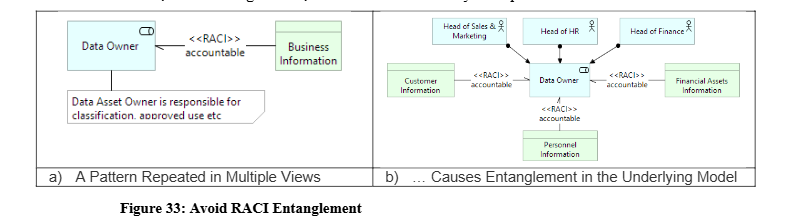 Data Owner
<<RACI>>
accountable
Business
Information
Data Asset Owner is responsible for
classification, approved use etc
Head of Sales &
Marketing
Head of HR
Head of Finance
Customer
Information
<<RACI>>
accountable
Data Owner
<<RACI>>
accountable
Financial Assets
Information
<<RACI>>
accountable
Personnel
Information
a) A Pattern Repeated in Multiple Views
b) … Causes Entanglement in the Underlying Model
Figure 33: Avoid RACI Entanglement